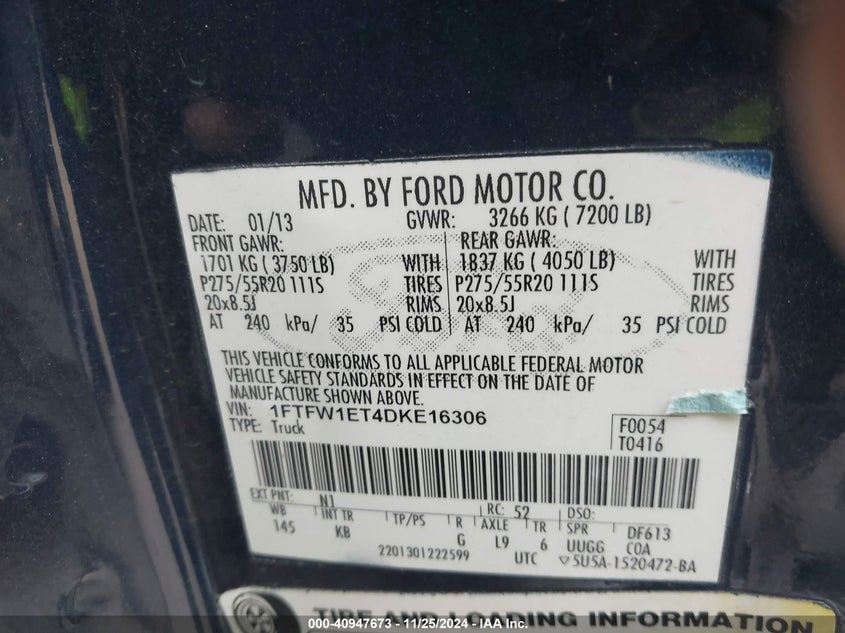 MFD. BY FORD MOTOR CO.
DATE: 01/13 GVWR: 3266 KG ( 7200 LB)
FRONT GAWR: REAR GAWR:
1701 KG ( 3750 LB) WITH 1837 KG ( 4050 LB) WITH
P275/55R20 111S TIRES P275/55R20 111S TIRES
20x8.5J RIMS 20x8.5J RIMS
AT 240 kPa/ 35 PSI COLD AT 240 kPa/ 35 PSI COLD
THIS VEHICLE CONFORMS TO ALL APPLICABLE FEDERAL MOTOR
VEHICLE SAFETY STANDARDS IN EFFECT ON THE DATE OF
MANUFACTURE SHOWN ABOVE.
VIN: 1FTFW1ET4DKE16306
TYPE: Truck
F0054
T0416
EXT PNT: N1 RC: 52 DSO:
WB INT TR TP/PS R AXLE TR SPR DF613
145 KB G L9 6 UUGG COA
2201301222599 UTC ▽5U5A-1520472-BA
TIRE AND LOADING INFORMATION
000-40947673 - 11/25/2024 - IAA Inc.